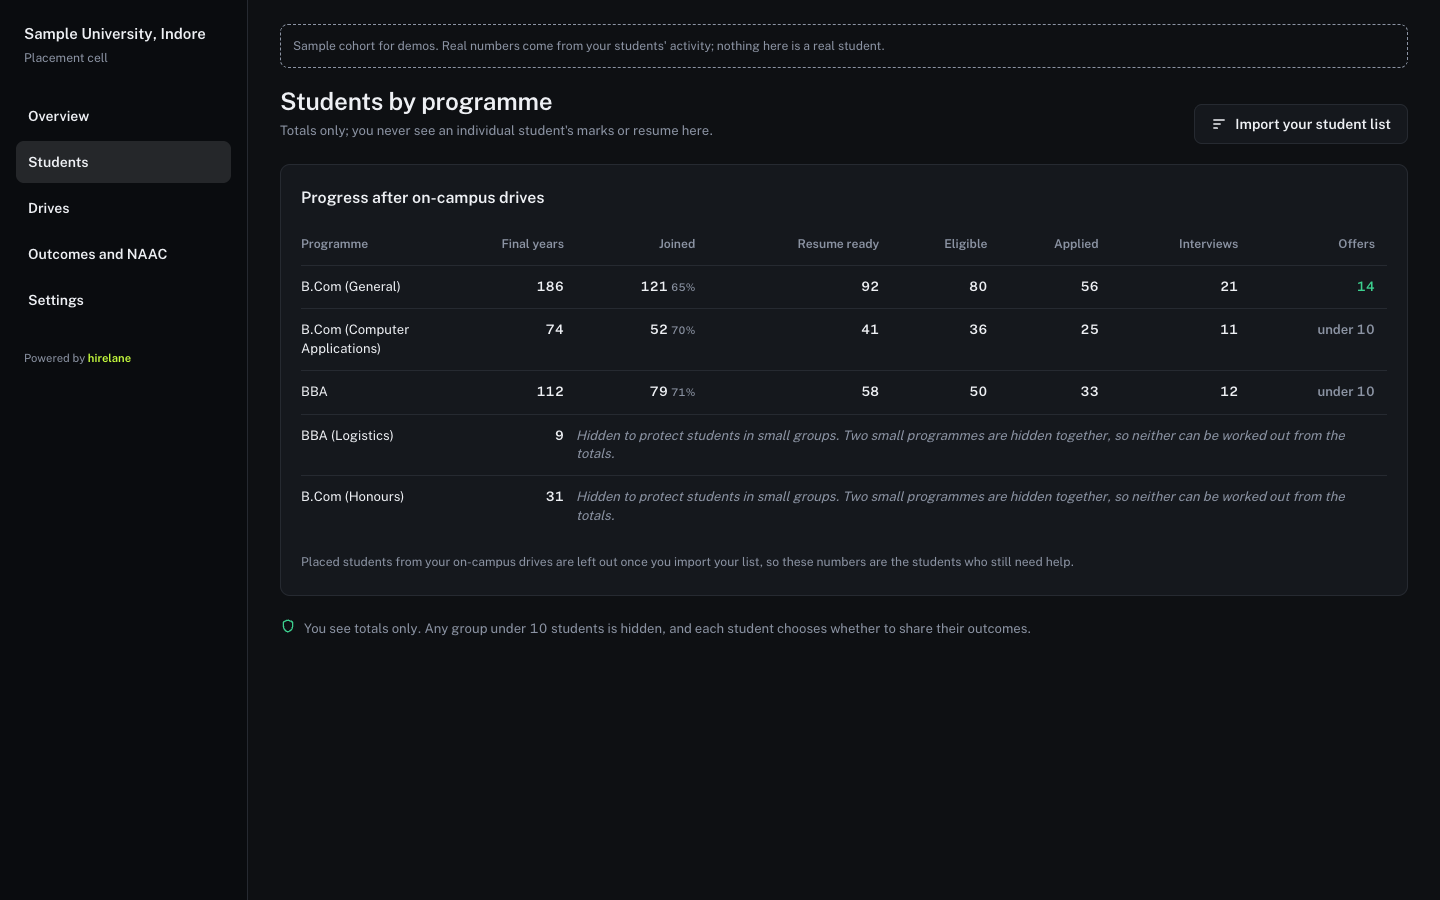 Sample University, Indore
Placement cell
Overview
Students
Drives
Outcomes and NAAC
Settings
Powered by hirelane
Sample cohort for demos. Real numbers come from your students' activity; nothing here is a real student.
Students by programme
Totals only; you never see an individual student's marks or resume here.
Import your student list
Progress after on-campus drives
Programme Final years Joined Resume ready Eligible Applied Interviews Offers
B.Com (General) 186 121 65% 92 80 56 21 14
B.Com (Computer 74 52 70% 41 36 25 11 under 10
Applications)
BBA 112 79 71% 58 50 33 12 under 10
BBA (Logistics) 9 Hidden to protect students in small groups. Two small programmes are hidden together, so neither can be worked out from the
totals.
B.Com (Honours) 31 Hidden to protect students in small groups. Two small programmes are hidden together, so neither can be worked out from the
totals.
Placed students from your on-campus drives are left out once you import your list, so these numbers are the students who still need help.
You see totals only. Any group under 10 students is hidden, and each student chooses whether to share their outcomes.